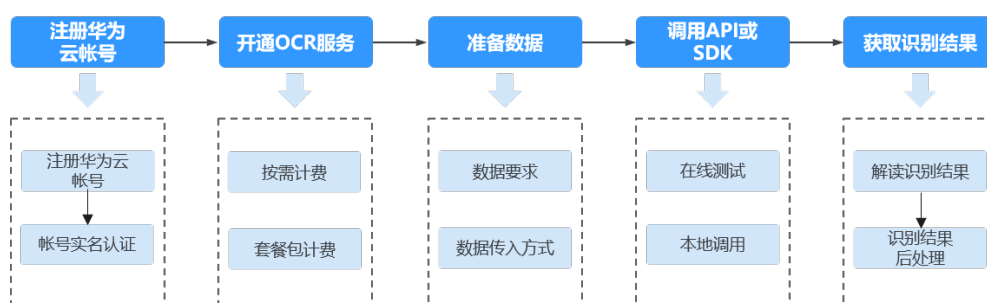 注册华为
云帐号
开通OCR服务
准备数据
调用API或
SDK
获取识别结果
注册华为云
帐号
按需计费
数据要求
在线测试
解读识别结果
帐号实名认证
套餐包计费
数据传入方式
本地调用
识别结果
后处理